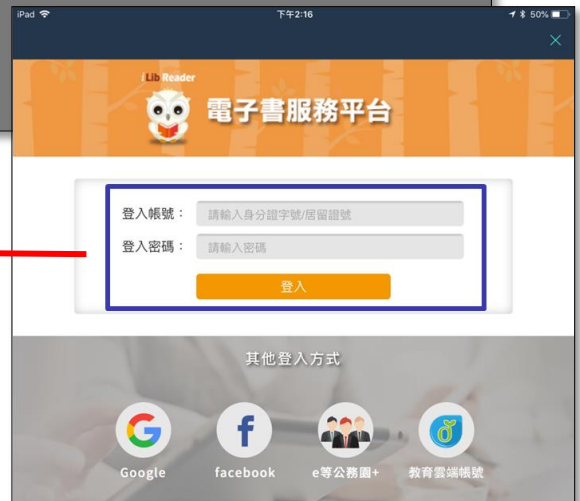 iPad 下午2:16 50%
iLib Reader
電子書服務平台
登入帳號： 請輸入身分證字號/居留證號
登入密碼： 請輸入密碼
登入
其他登入方式
G f
Google facebook e等公務園+ 教育雲端帳號